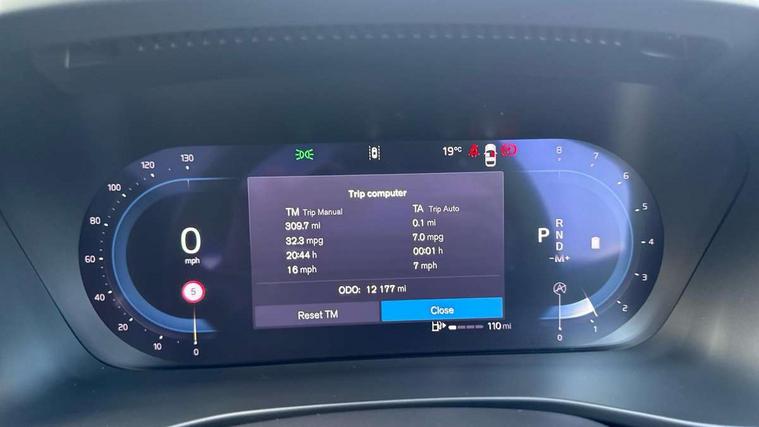 19°C
130
120
100
80
60
40
20
10
0
0
mph
5
Trip computer
TM Trip Manual
309.7 mi
32.3 mpg
20:44 h
16 mph
TA Trip Auto
0.1 mi
7.0 mpg
00:01 h
7 mph
ODO: 12 177 mi
Reset TM
Close
110 mi
P
R
N
D
-M+
A
8
7
6
5
4
3
2
1
0